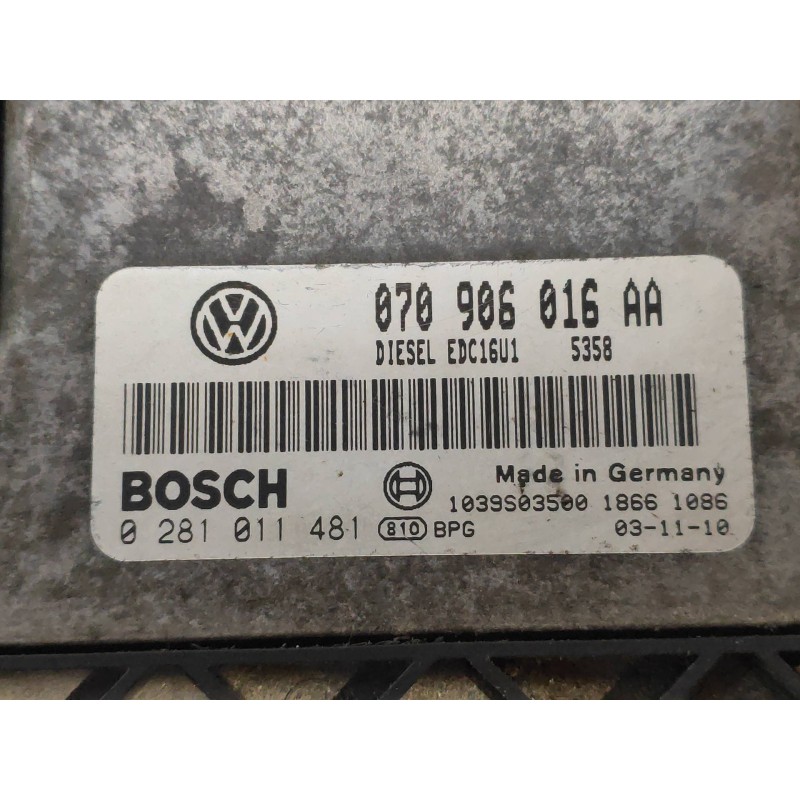 070 906 016 AA
DIESEL EDC16U1 5358
BOSCH
Made in Germany
1039S03500 1866 1086
0 281 011 481 810 BPG 03-11-10